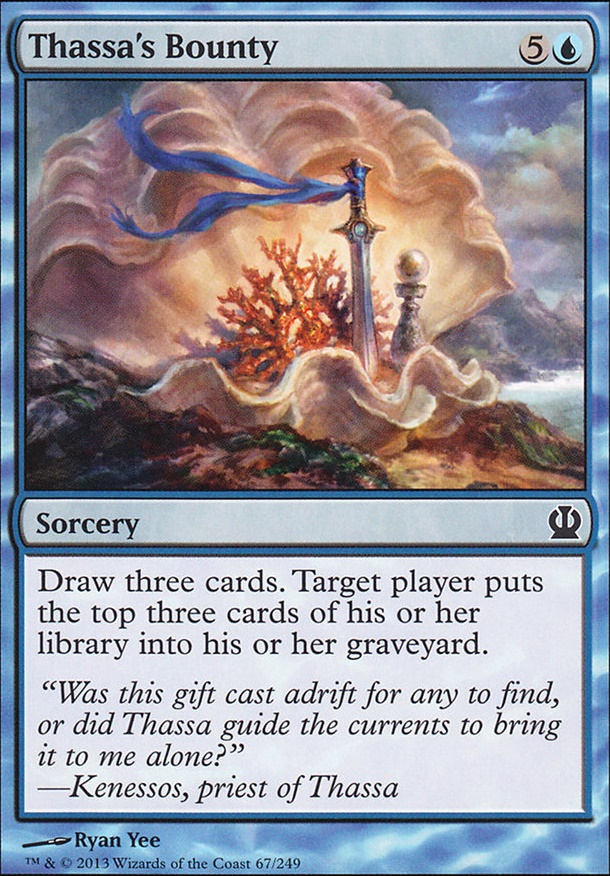 Thassa's Bounty 5
Sorcery
Draw three cards. Target player puts
the top three cards of his or her
library into his or her graveyard.
“Was this gift cast adrift for any to find,
or did Thassa guide the currents to bring
it to me alone?”
—Kenessos, priest of Thassa
Ryan Yee
™ & © 2013 Wizards of the Coast 67/249